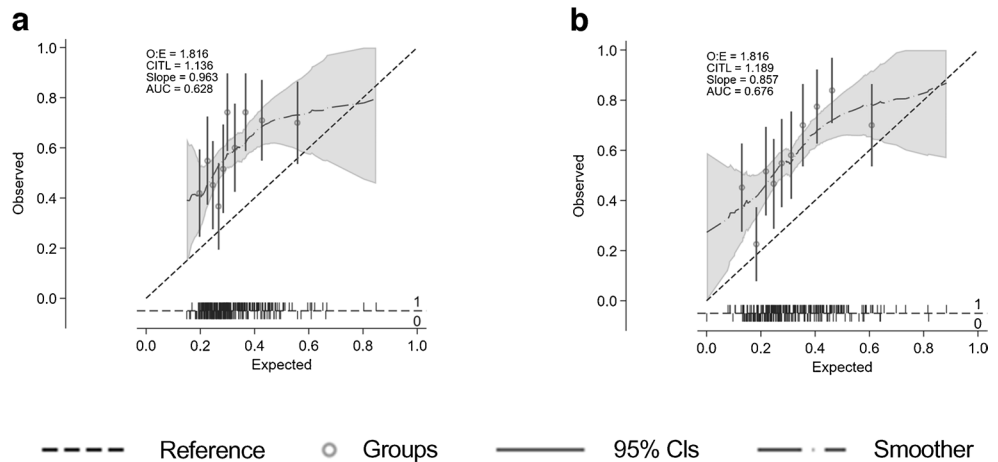 a
O:E = 1.816
CITL = 1.136
Slope = 0.963
AUC = 0.628
Observed
1.0
0.8
0.6
0.4
0.2
0.0
1
0
0.0 0.2 0.4 0.6 0.8 1.0
Expected
b
O:E = 1.816
CITL = 1.189
Slope = 0.857
AUC = 0.676
Observed
1.0
0.8
0.6
0.4
0.2
0.0
1
0
0.0 0.2 0.4 0.6 0.8 1.0
Expected
Reference Groups 95% CIs Smoother